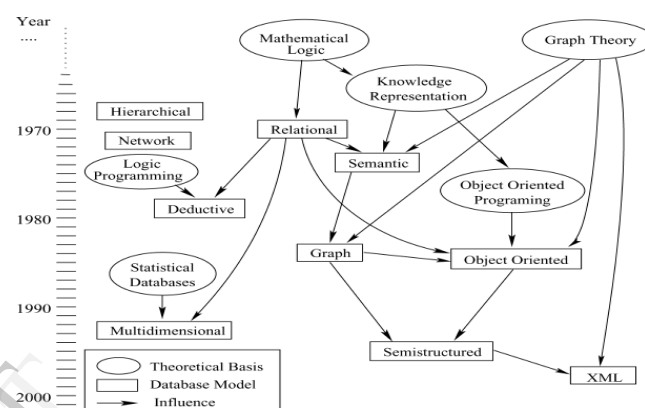 Year
....
Mathematical
Logic
Graph Theory
Knowledge
Representation
Hierarchical
1970
Relational
Network
Logic
Programming
Semantic
Object Oriented
Programing
Deductive
1980
Graph
Object Oriented
Statistical
Databases
1990
Multidimensional
Semistructured
Theoretical Basis
XML
Database Model
2000
Influence